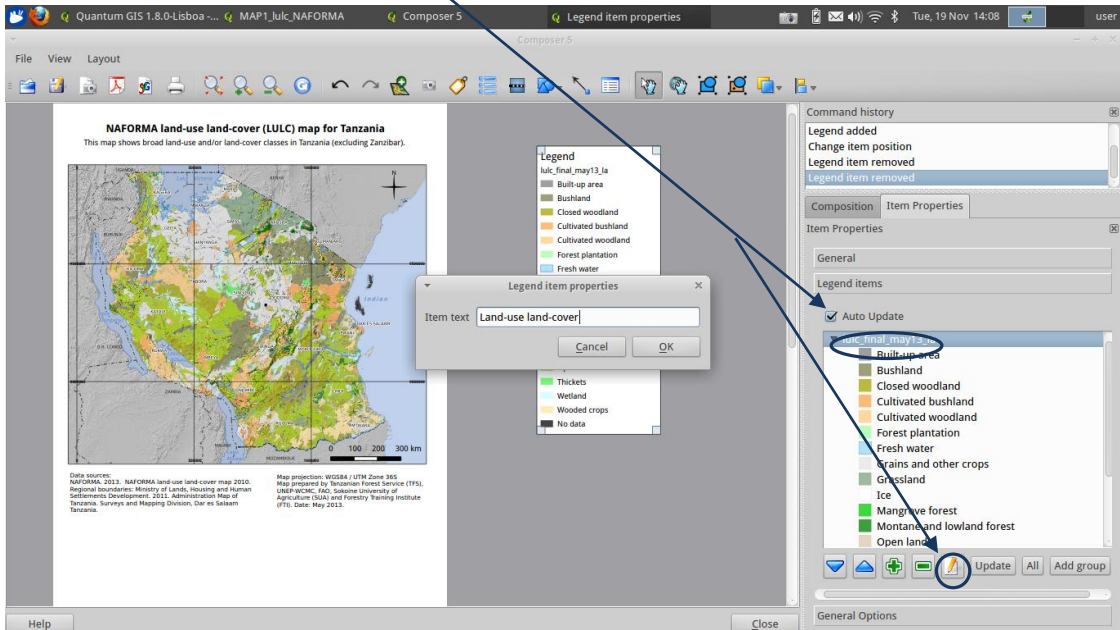 Quantum GIS 1.8.0-Lisboa -... MAP1_lulc_NAFORMA Composer 5 Legend item properties Tue, 19 Nov 14:08 user
Composer 5
File View Layout
NAFORMA land-use land-cover (LULC) map for Tanzania
This map shows broad land-use and/or land-cover classes in Tanzania (excluding Zanzibar).
N
Indian
0 100 200 300 km
Data sources:
NAFORMA. 2013. NAFORMA land-use land-cover map 2010.
Regional boundaries: Ministry of Lands, Housing and Human
Settlements Development. 2011. Administration Map of
Tanzania. Surveys and Mapping Division, Dar es Salaam
Tanzania.
Map projection: WGS84 / UTM Zone 36S
Map prepared by Tanzanian Forest Service (TFS),
UNEP-WCMC, FAO, Sokoine University of
Agriculture (SUA) and Forestry Training Institute
(FTI). Date: May 2013.
Legend
lulc_final_may13_la
Built-up area
Bushland
Closed woodland
Cultivated bushland
Cultivated woodland
Forest plantation
Fresh water
Thickets
Wetland
Wooded crops
No data
Legend item properties
Item text Land-use land-cover
Cancel OK
Command history
Legend added
Change item position
Legend item removed
Legend item removed
Composition Item Properties
Item Properties
General
Legend items
Auto Update
lulc_final_may13_la
Built-up area
Bushland
Closed woodland
Cultivated bushland
Cultivated woodland
Forest plantation
Fresh water
Grains and other crops
Grassland
Ice
Mangrove forest
Montane and lowland forest
Open land
Update All Add group
General Options
Help Close